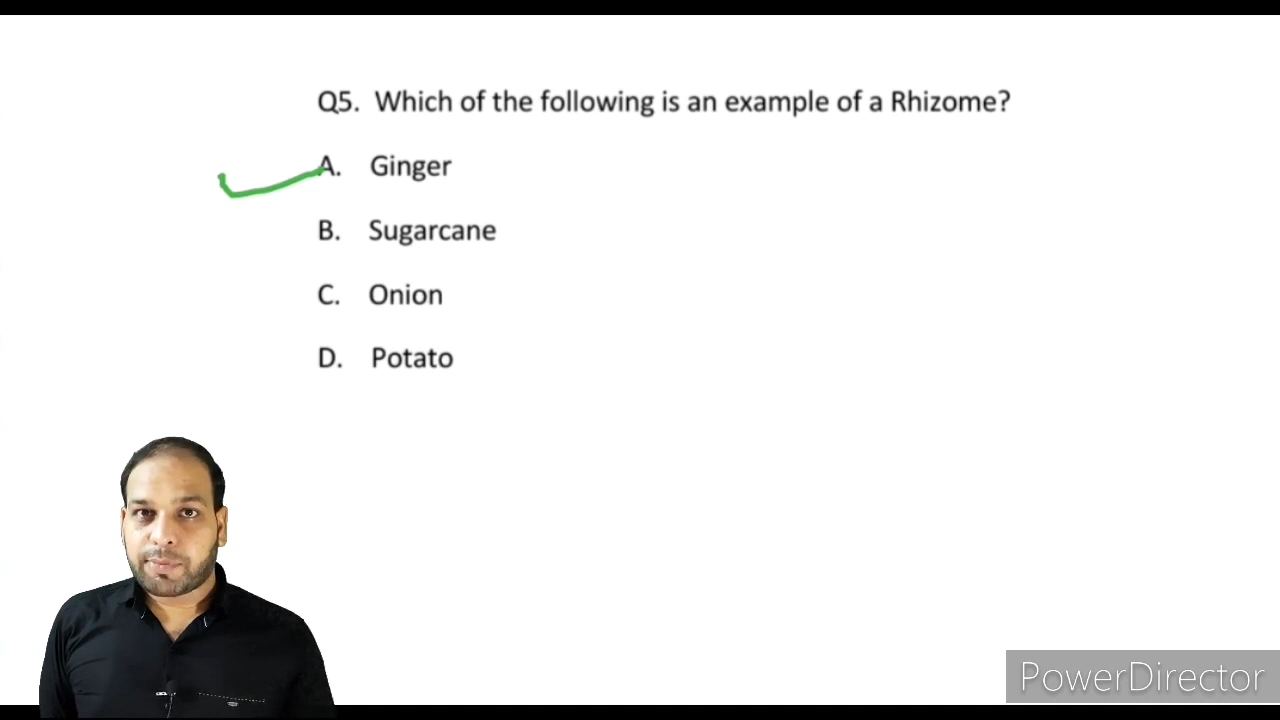 Q5. Which of the following is an example of a Rhizome?
A. Ginger
B. Sugarcane
C. Onion
D. Potato
PowerDirector